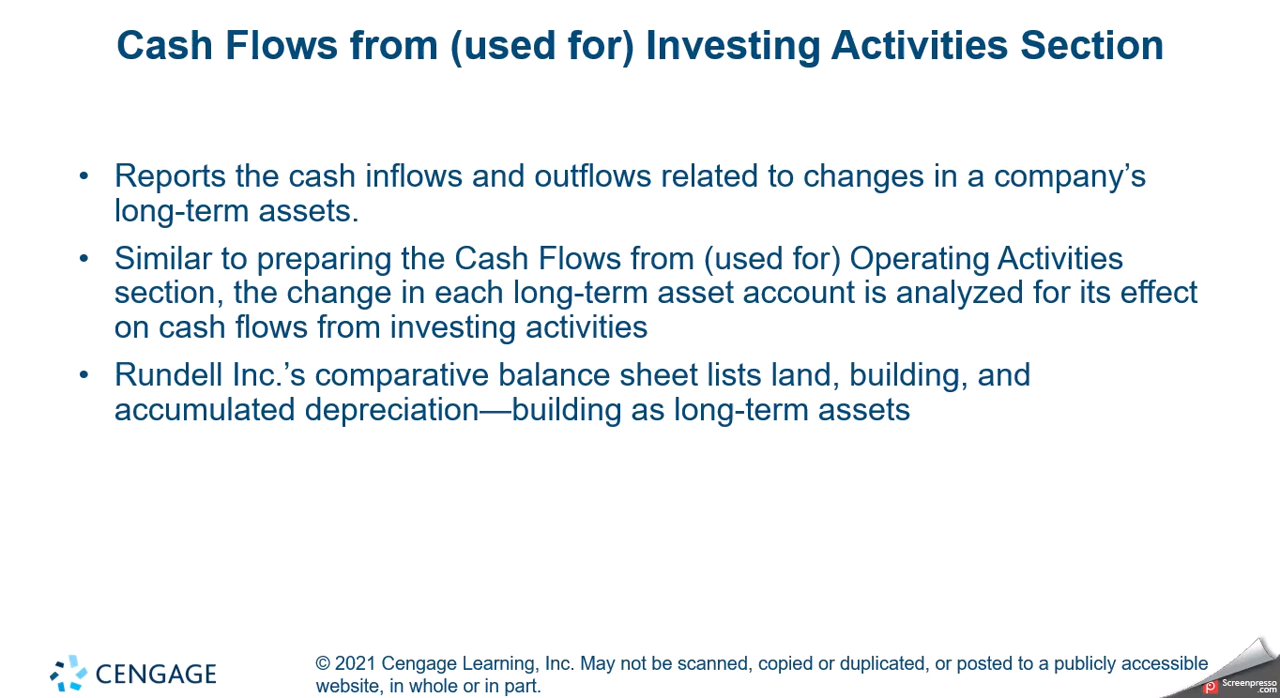 Cash Flows from (used for) Investing Activities Section
• Reports the cash inflows and outflows related to changes in a company’s
long-term assets.
• Similar to preparing the Cash Flows from (used for) Operating Activities
section, the change in each long-term asset account is analyzed for its effect
on cash flows from investing activities
• Rundell Inc.’s comparative balance sheet lists land, building, and
accumulated depreciation—building as long-term assets
CENGAGE
© 2021 Cengage Learning, Inc. May not be scanned, copied or duplicated, or posted to a publicly accessible
website, in whole or in part.
Screenpresso
.com